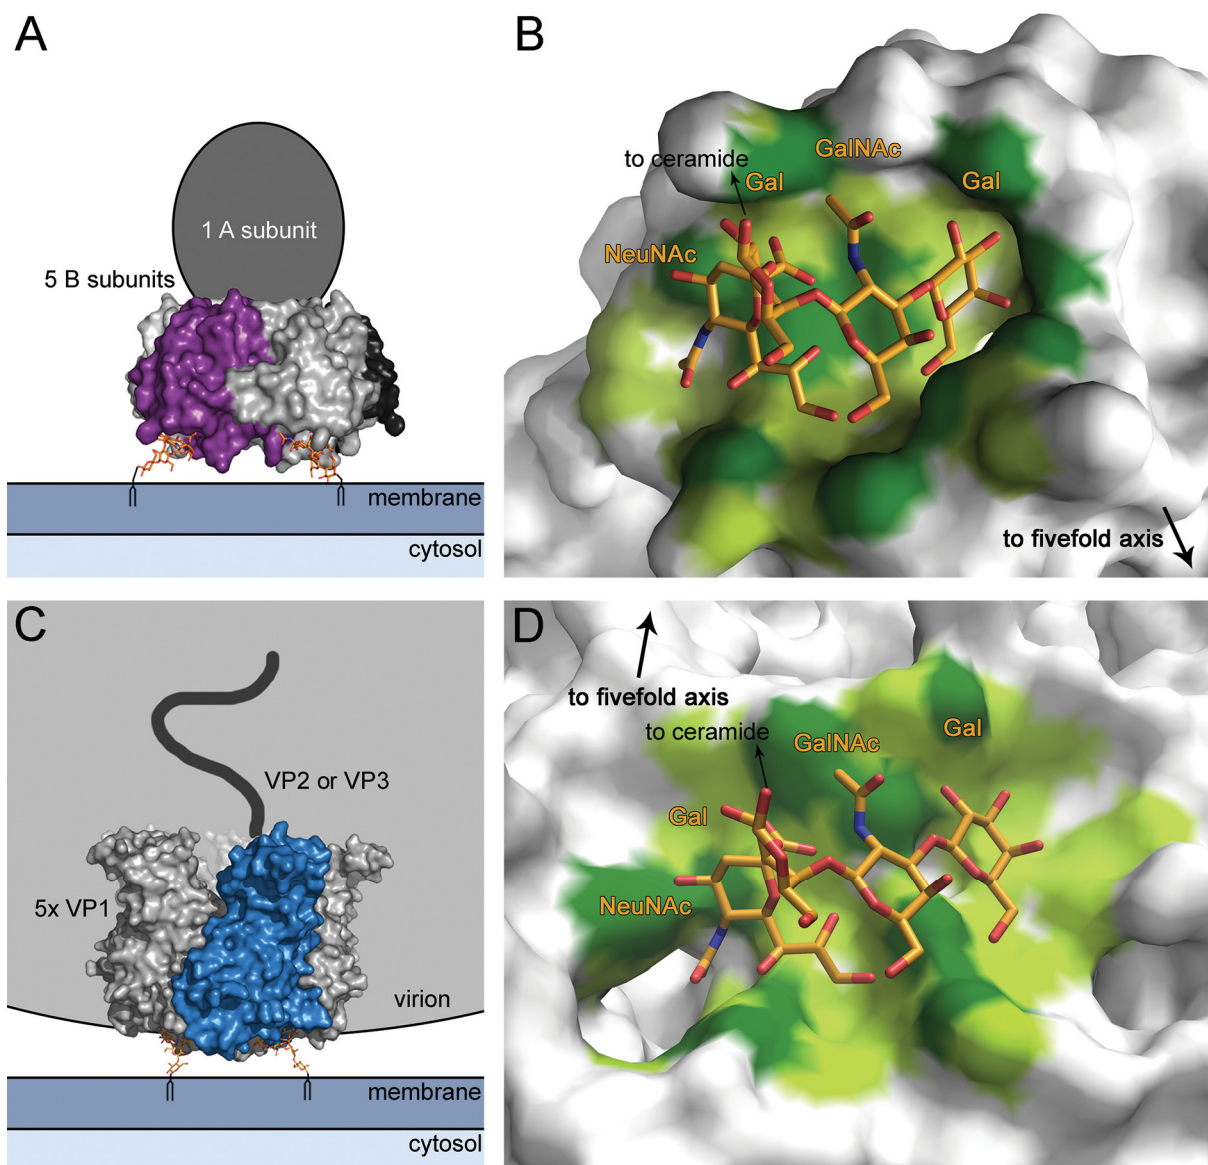 A
1 A subunit
5 B subunits
membrane
cytosol
B
to ceramide
GalNAc
Gal
Gal
NeuNAc
to fivefold axis
C
VP2 or VP3
5x VP1
virion
membrane
cytosol
D
to fivefold axis
to ceramide
GalNAc
Gal
Gal
NeuNAc